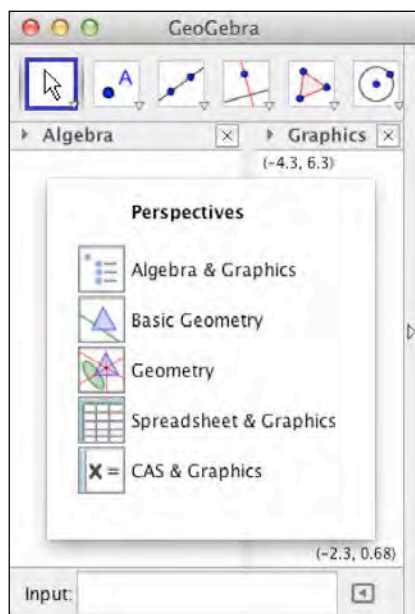 GeoGebra
A
Algebra Graphics
(-4.3, 6.3)
Perspectives
Algebra & Graphics
Basic Geometry
Geometry
Spreadsheet & Graphics
X = CAS & Graphics
(-2.3, 0.68)
Input: